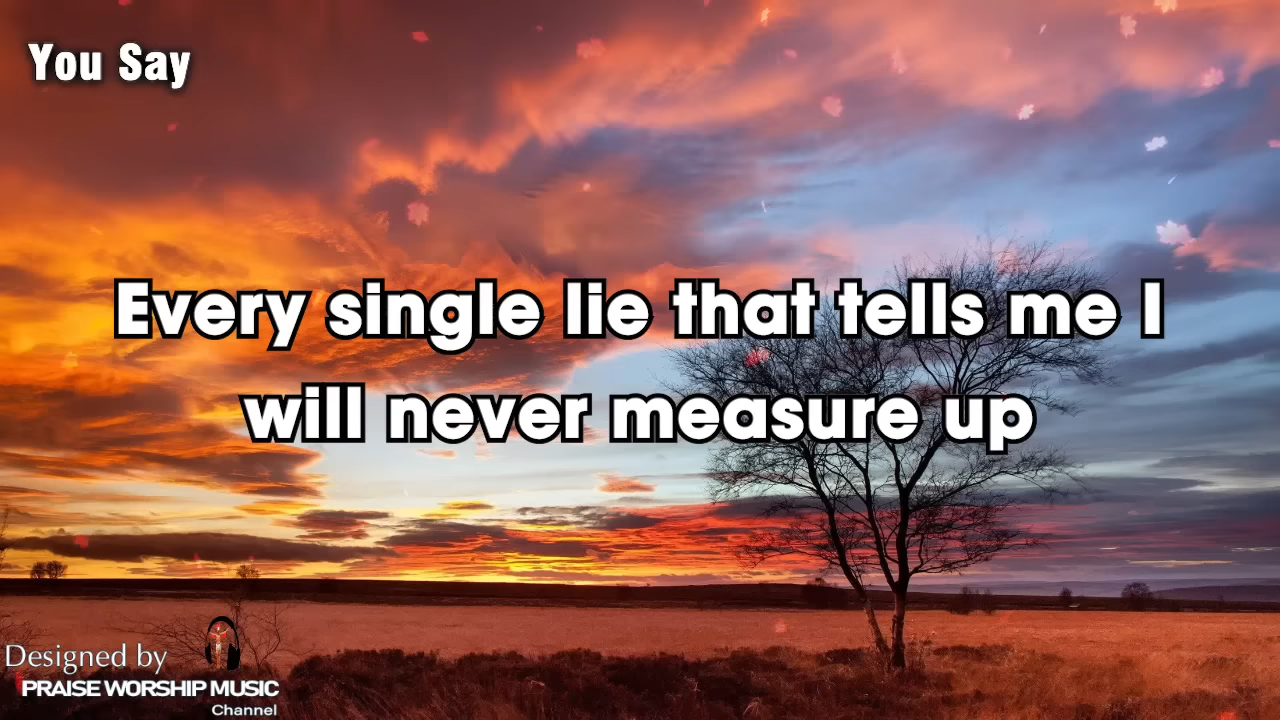 You Say
Every single lie that tells me I
will never measure up
Designed by
PRAISE WORSHIP MUSIC
Channel